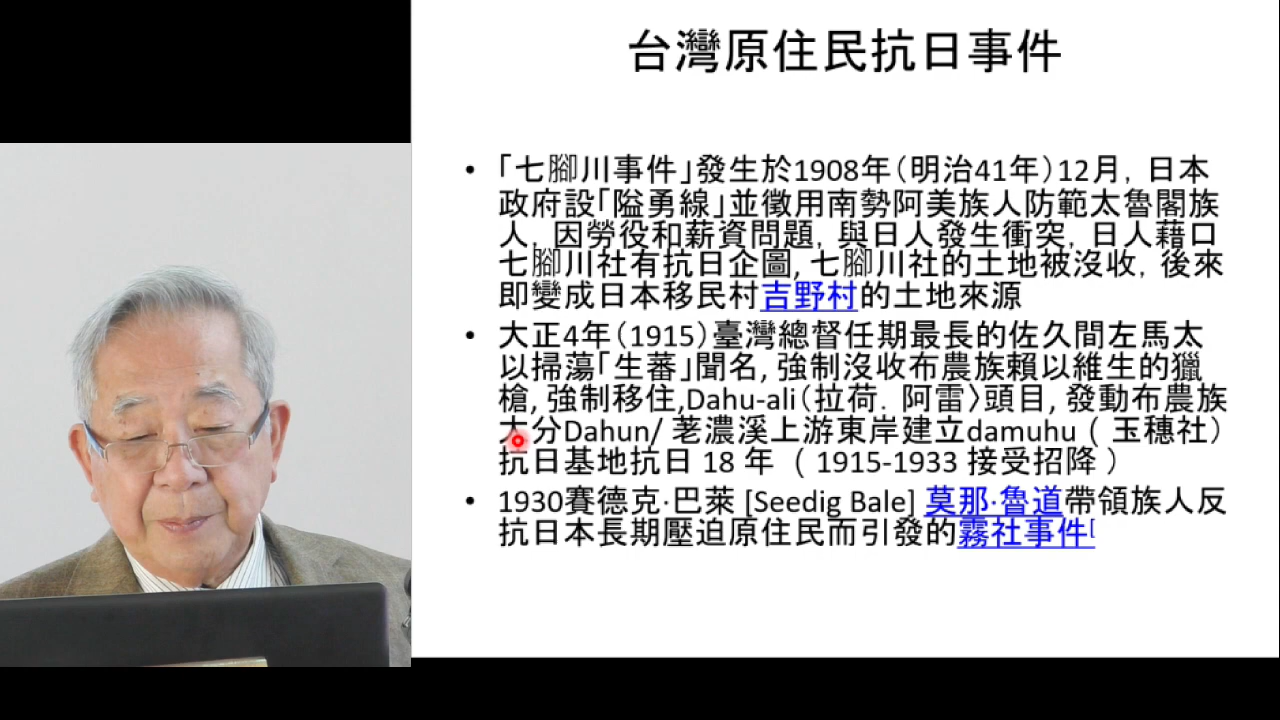 台灣原住民抗日事件
• 「七腳川事件」發生於1908年(明治41年)12月, 日本
政府設「隘勇線」並徵用南勢阿美族人防範太魯閣族
人, 因勞役和薪資問題, 與日人發生衝突, 日人藉口
七腳川社有抗日企圖, 七腳川社的土地被沒收, 後來
即變成日本移民村吉野村的土地來源
• 大正4年(1915)臺灣總督任期最長的佐久間左馬太
以掃蕩「生蕃」聞名, 強制沒收布農族賴以維生的獵
槍, 強制移住,Dahu-ali(拉荷. 阿雷〉頭目, 發動布農族
大分Dahun/ 荖濃溪上游東岸建立damuhu ( 玉穗社)
抗日基地抗日 18 年 ( 1915-1933 接受招降 )
• 1930賽德克·巴萊 [Seedig Bale] 莫那·魯道帶領族人反
抗日本長期壓迫原住民而引發的霧社事件[